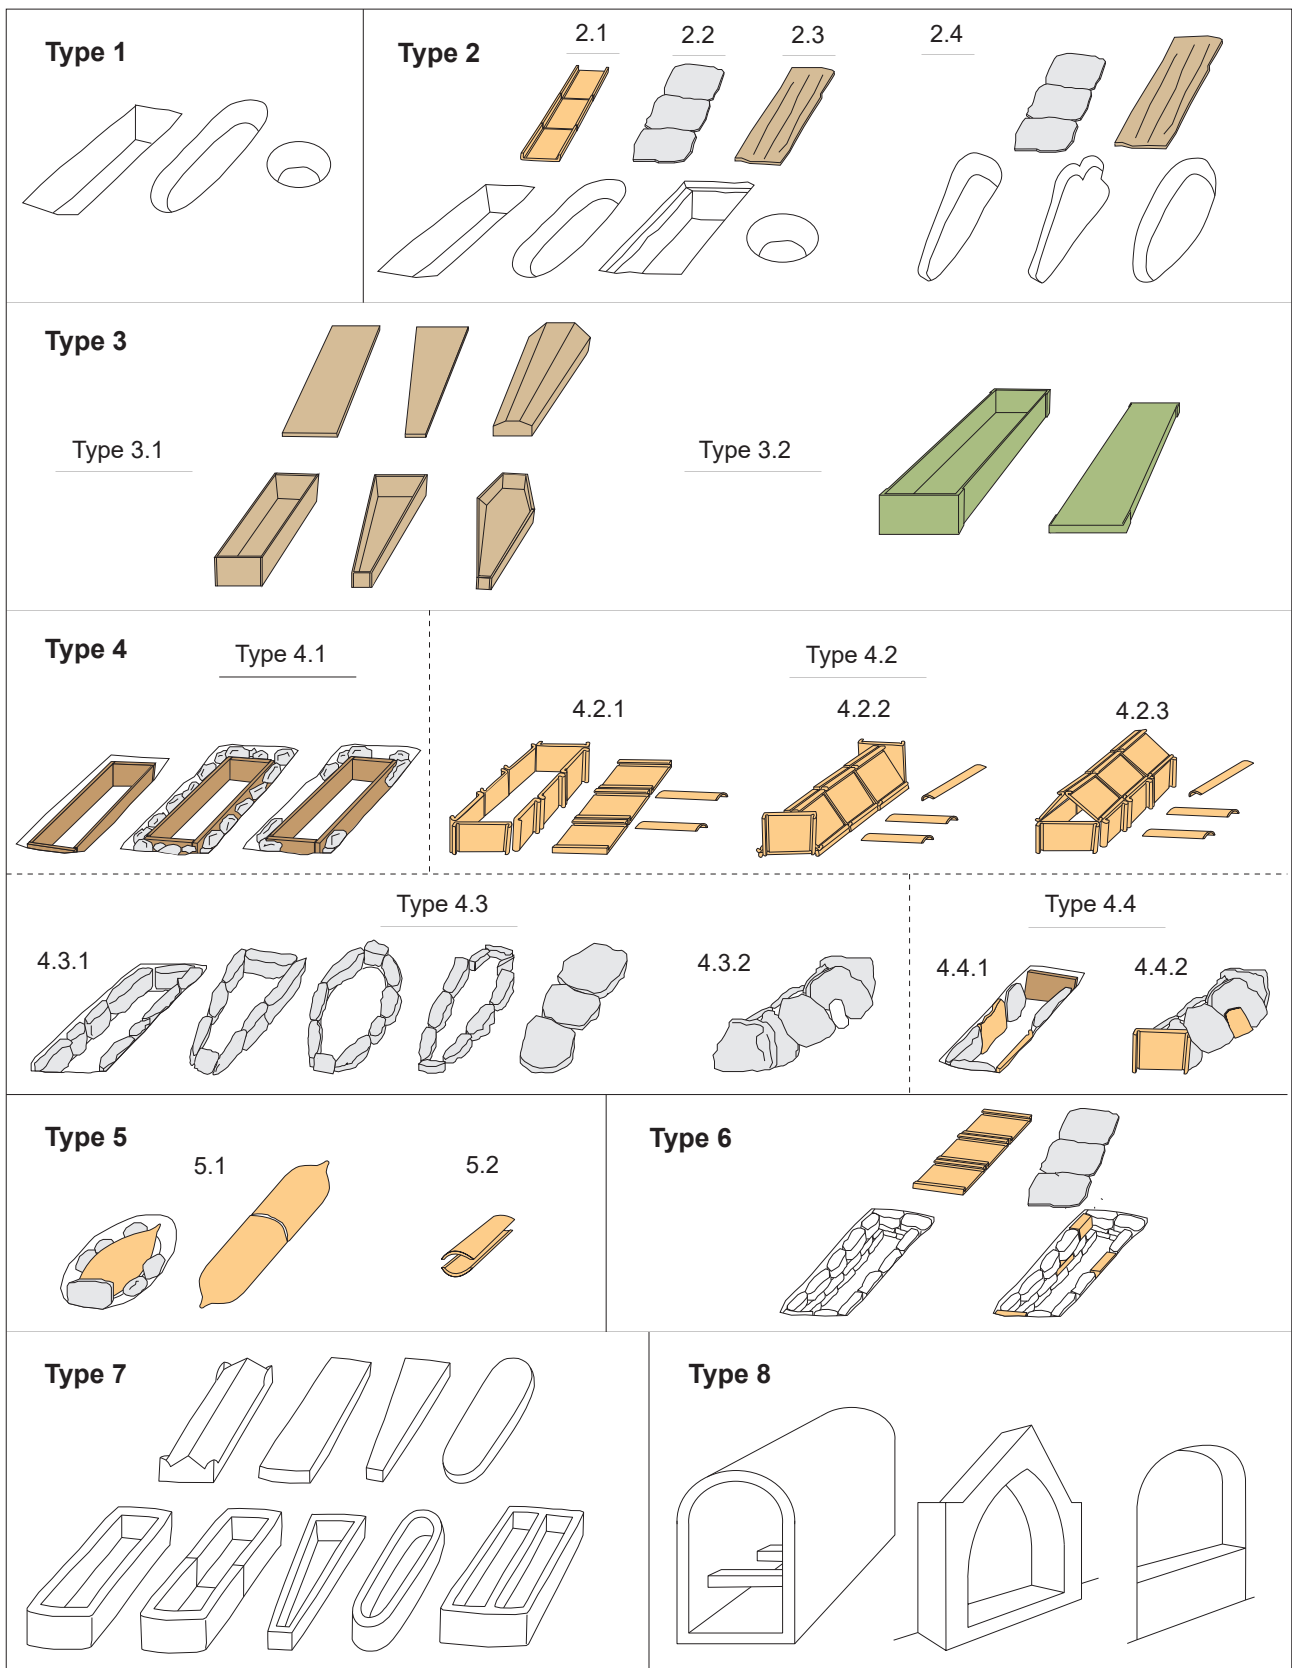 Type 1
Type 2
2.1
2.2
2.3
2.4
Type 3
Type 3.1
Type 3.2
Type 4
Type 4.1
Type 4.2
4.2.1
4.2.2
4.2.3
Type 4.3
4.3.1
4.3.2
Type 4.4
4.4.1
4.4.2
Type 5
5.1
5.2
Type 6
Type 7
Type 8